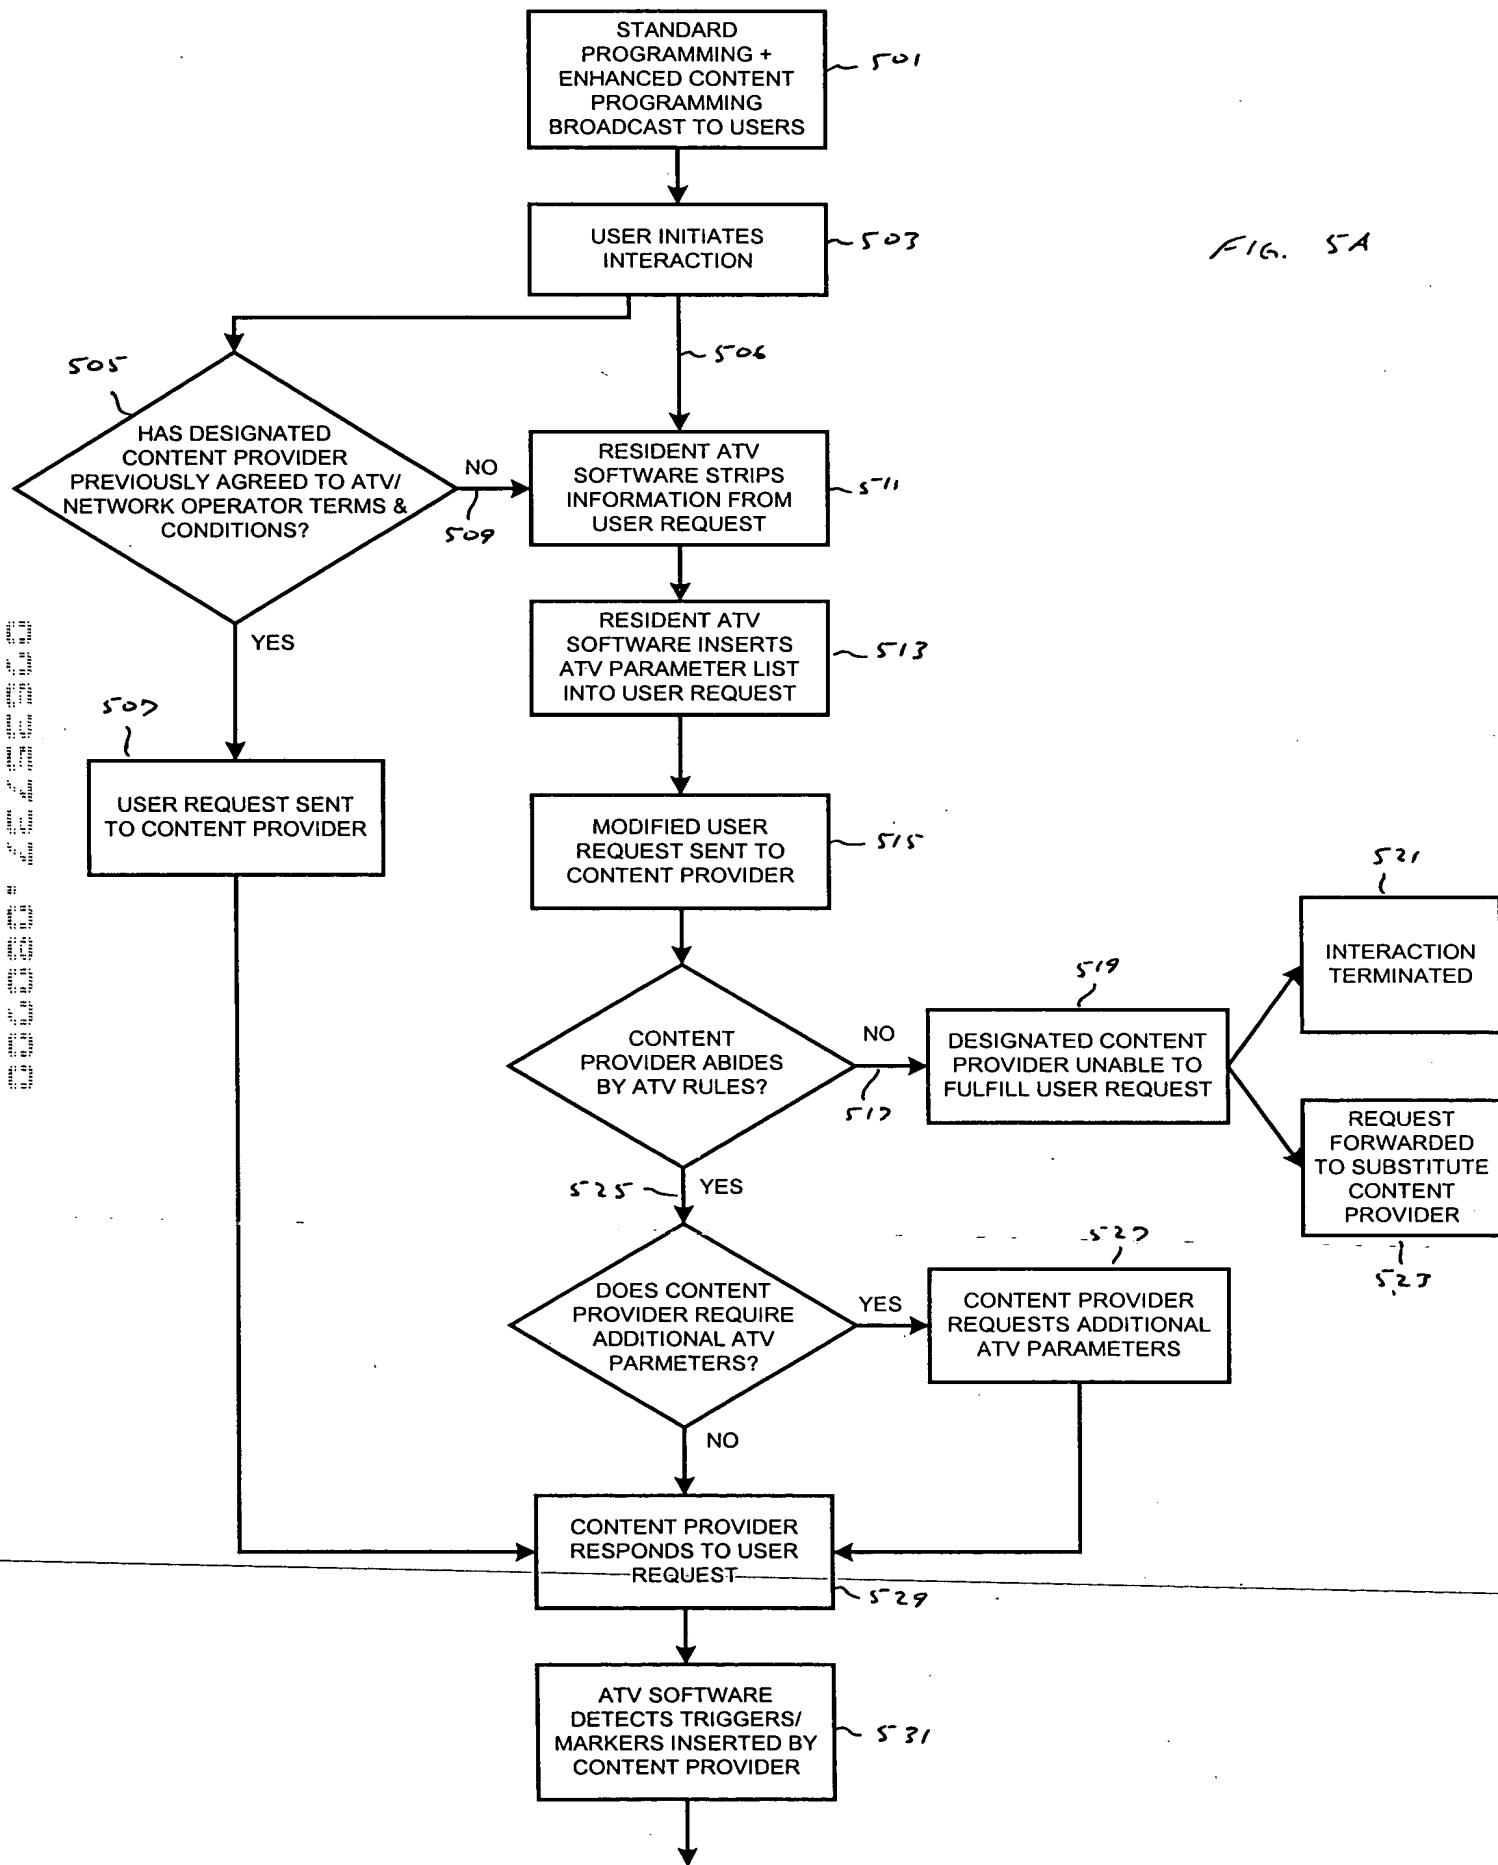 STANDARD
PROGRAMMING +
ENHANCED CONTENT
PROGRAMMING
BROADCAST TO USERS
501
USER INITIATES
INTERACTION
503
FIG. 5A
506
505
HAS DESIGNATED
CONTENT PROVIDER
PREVIOUSLY AGREED TO ATV/
NETWORK OPERATOR TERMS &
CONDITIONS?
NO
509
RESIDENT ATV
SOFTWARE STRIPS
INFORMATION FROM
USER REQUEST
511
YES
RESIDENT ATV
SOFTWARE INSERTS
ATV PARAMETER LIST
INTO USER REQUEST
513
507
USER REQUEST SENT
TO CONTENT PROVIDER
MODIFIED USER
REQUEST SENT TO
CONTENT PROVIDER
515
521
INTERACTION
TERMINATED
CONTENT
PROVIDER ABIDES
BY ATV RULES?
NO
517
519
DESIGNATED CONTENT
PROVIDER UNABLE TO
FULFILL USER REQUEST
REQUEST
FORWARDED
TO SUBSTITUTE
CONTENT
PROVIDER
523
525
YES
DOES CONTENT
PROVIDER REQUIRE
ADDITIONAL ATV
PARMETERS?
YES
527
CONTENT PROVIDER
REQUESTS ADDITIONAL
ATV PARAMETERS
NO
CONTENT PROVIDER
RESPONDS TO USER
REQUEST
529
ATV SOFTWARE
DETECTS TRIGGERS/
MARKERS INSERTED BY
CONTENT PROVIDER
531